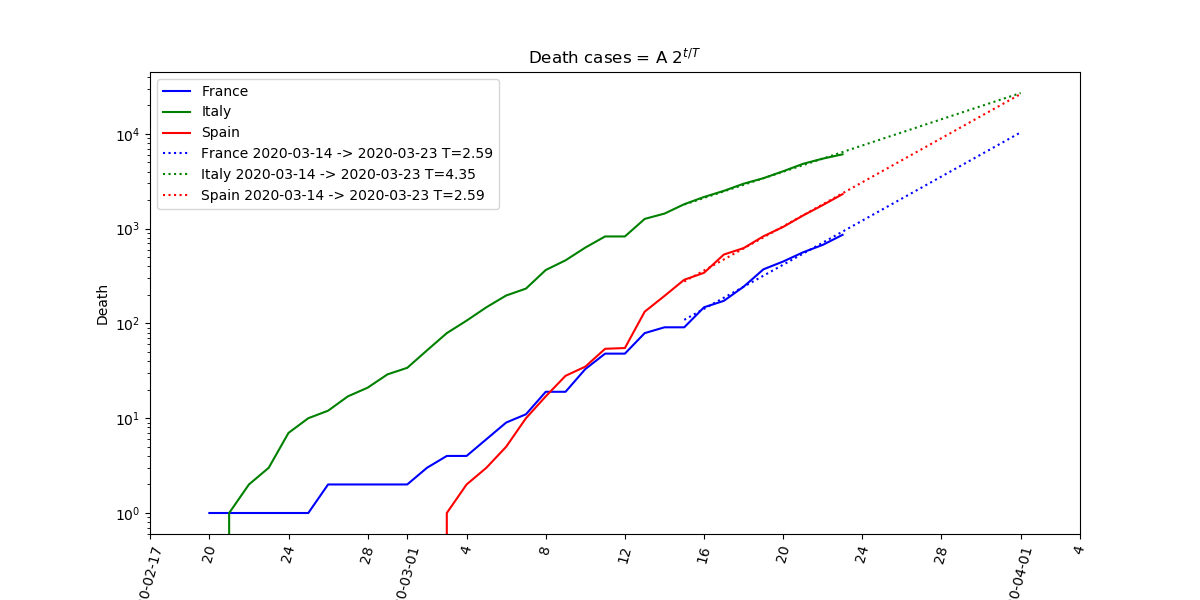 Death cases = A 2^{t/T}
France
Italy
Spain
France 2020-03-14 -> 2020-03-23 T=2.59
Italy 2020-03-14 -> 2020-03-23 T=4.35
Spain 2020-03-14 -> 2020-03-23 T=2.59
10^4
10^3
10^2
10^1
10^0
Death
0-02-17
20
24
28
0-03-01
4
8
12
16
20
24
28
0-04-01
4